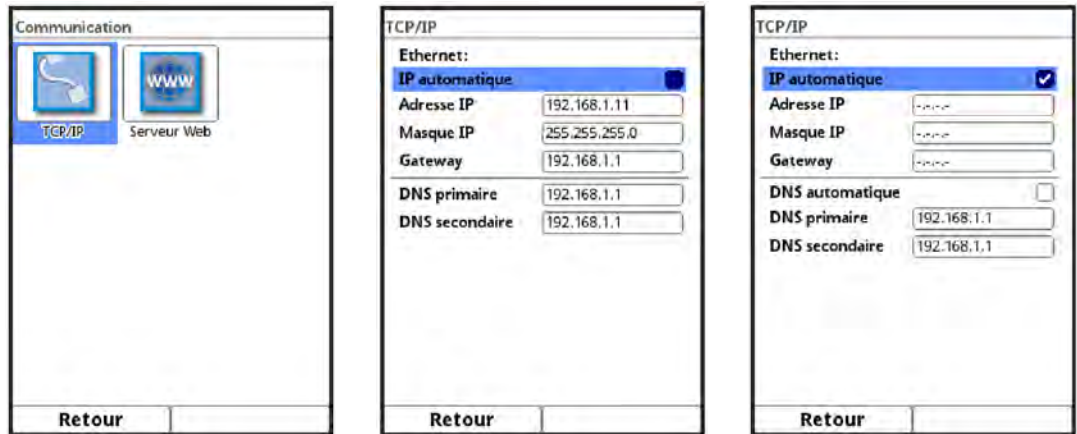 Communication
www
TCP/IP
Serveur Web
Retour
TCP/IP
Ethernet:
IP automatique
Adresse IP 192.168.1.11
Masque IP 255.255.255.0
Gateway 192.168.1.1
DNS primaire 192.168.1.1
DNS secondaire 192.168.1.1
Retour
TCP/IP
Ethernet:
IP automatique
Adresse IP -.-.-.-
Masque IP -.-.-.-
Gateway -.-.-.-
DNS automatique
DNS primaire 192.168.1.1
DNS secondaire 192.168.1.1
Retour